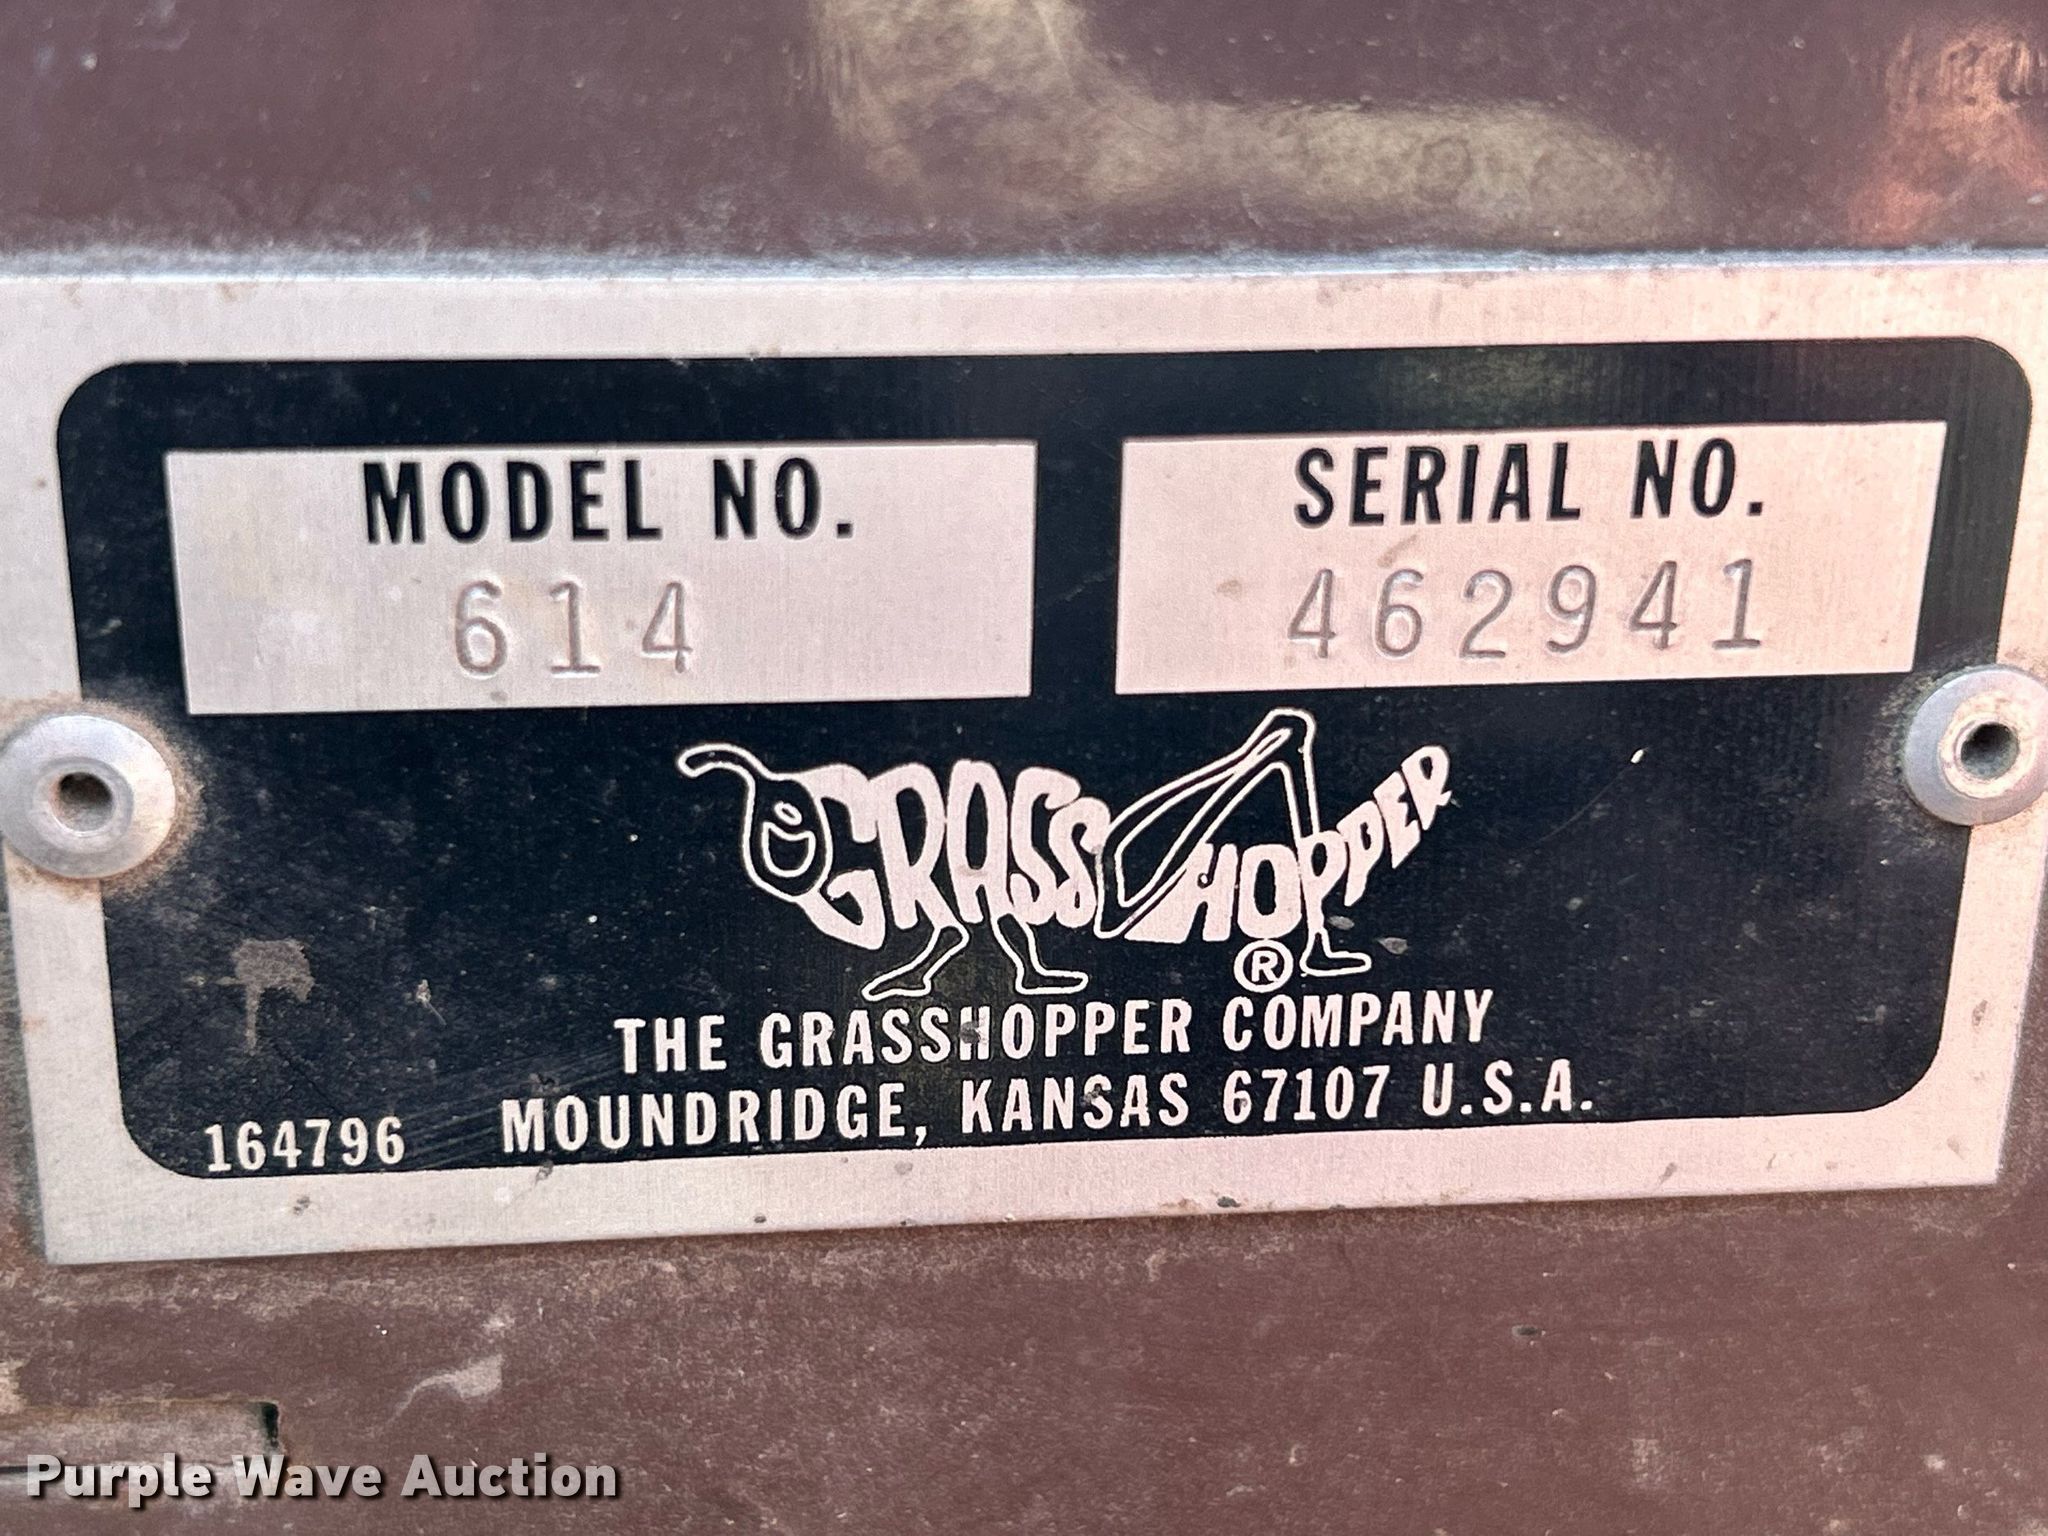 MODEL NO.
614
SERIAL NO.
462941
GRASSHOPPER
®
THE GRASSHOPPER COMPANY
MOUNDRIDGE, KANSAS 67107 U.S.A.
164796
Purple Wave Auction